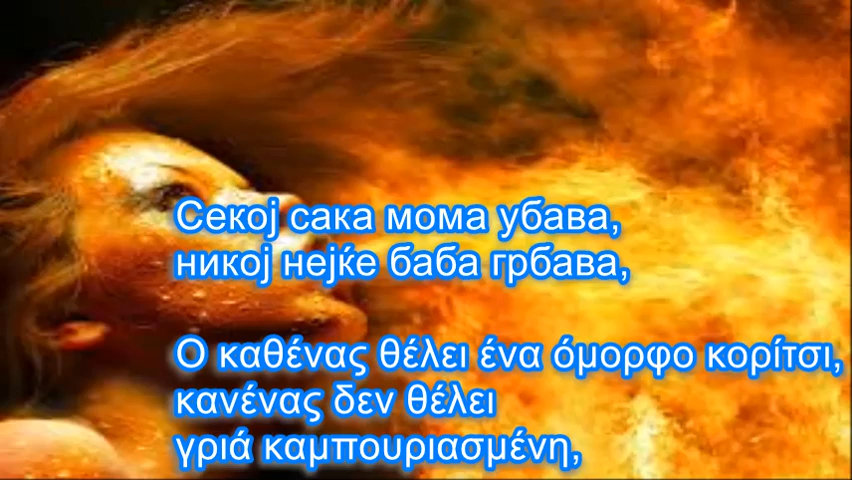 Секој сака мома убава,
никој нејќе баба грбава,
Ο καθένας θέλει ένα όμορφο κορίτσι,
κανένας δεν θέλει
γριά καμπουριασμένη,